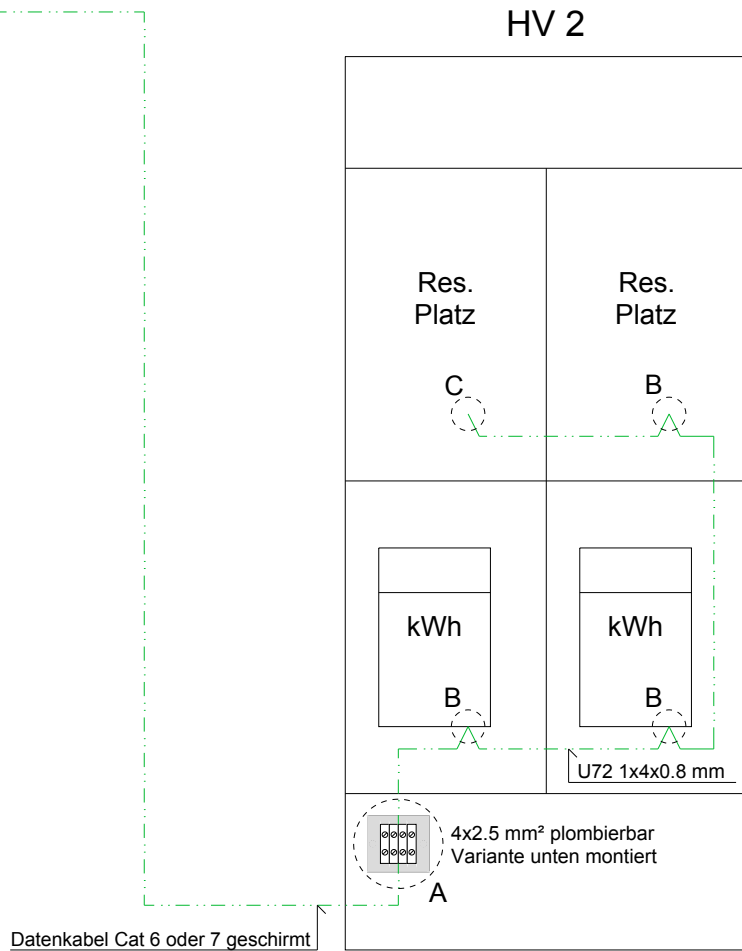 HV 2
Res.
Platz
Res.
Platz
C
B
kWh
kWh
B
B
U72 1x4x0.8 mm
4x2.5 mm² plombierbar
Variante unten montiert
A
Datenkabel Cat 6 oder 7 geschirmt